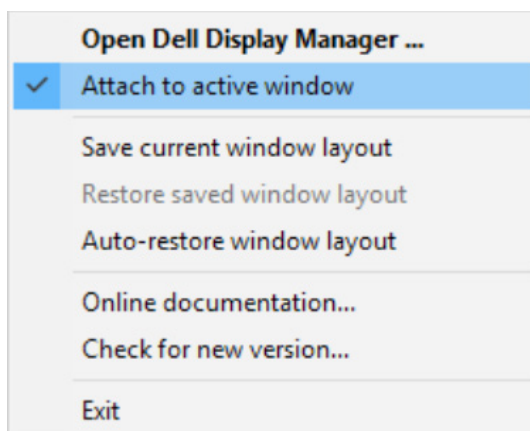 Open Dell Display Manager ...
Attach to active window
Save current window layout
Restore saved window layout
Auto-restore window layout
Online documentation...
Check for new version...
Exit